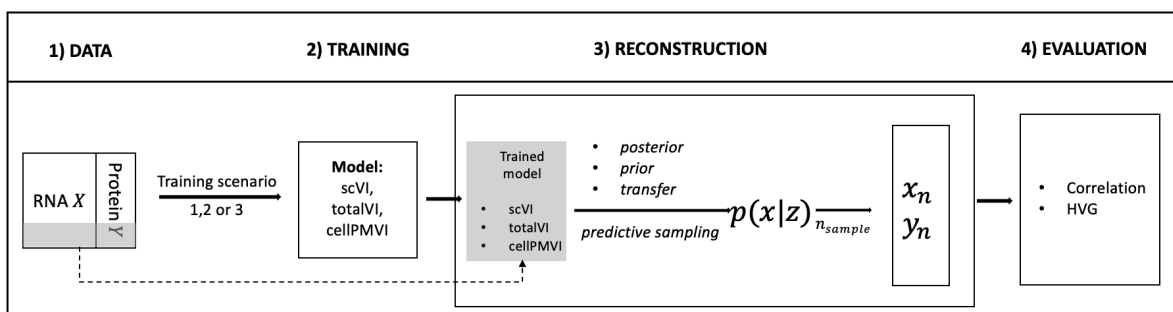 1) DATA
2) TRAINING
3) RECONSTRUCTION
4) EVALUATION
RNA X
Protein Y
Training scenario
1,2 or 3
Model:
scVI,
totalVI,
cellPMVI
Trained
model
• scVI
• totalVI
• cellPMVI
• posterior
• prior
• transfer
predictive sampling
p(x|z)
n_sample
x_n
y_n
• Correlation
• HVG